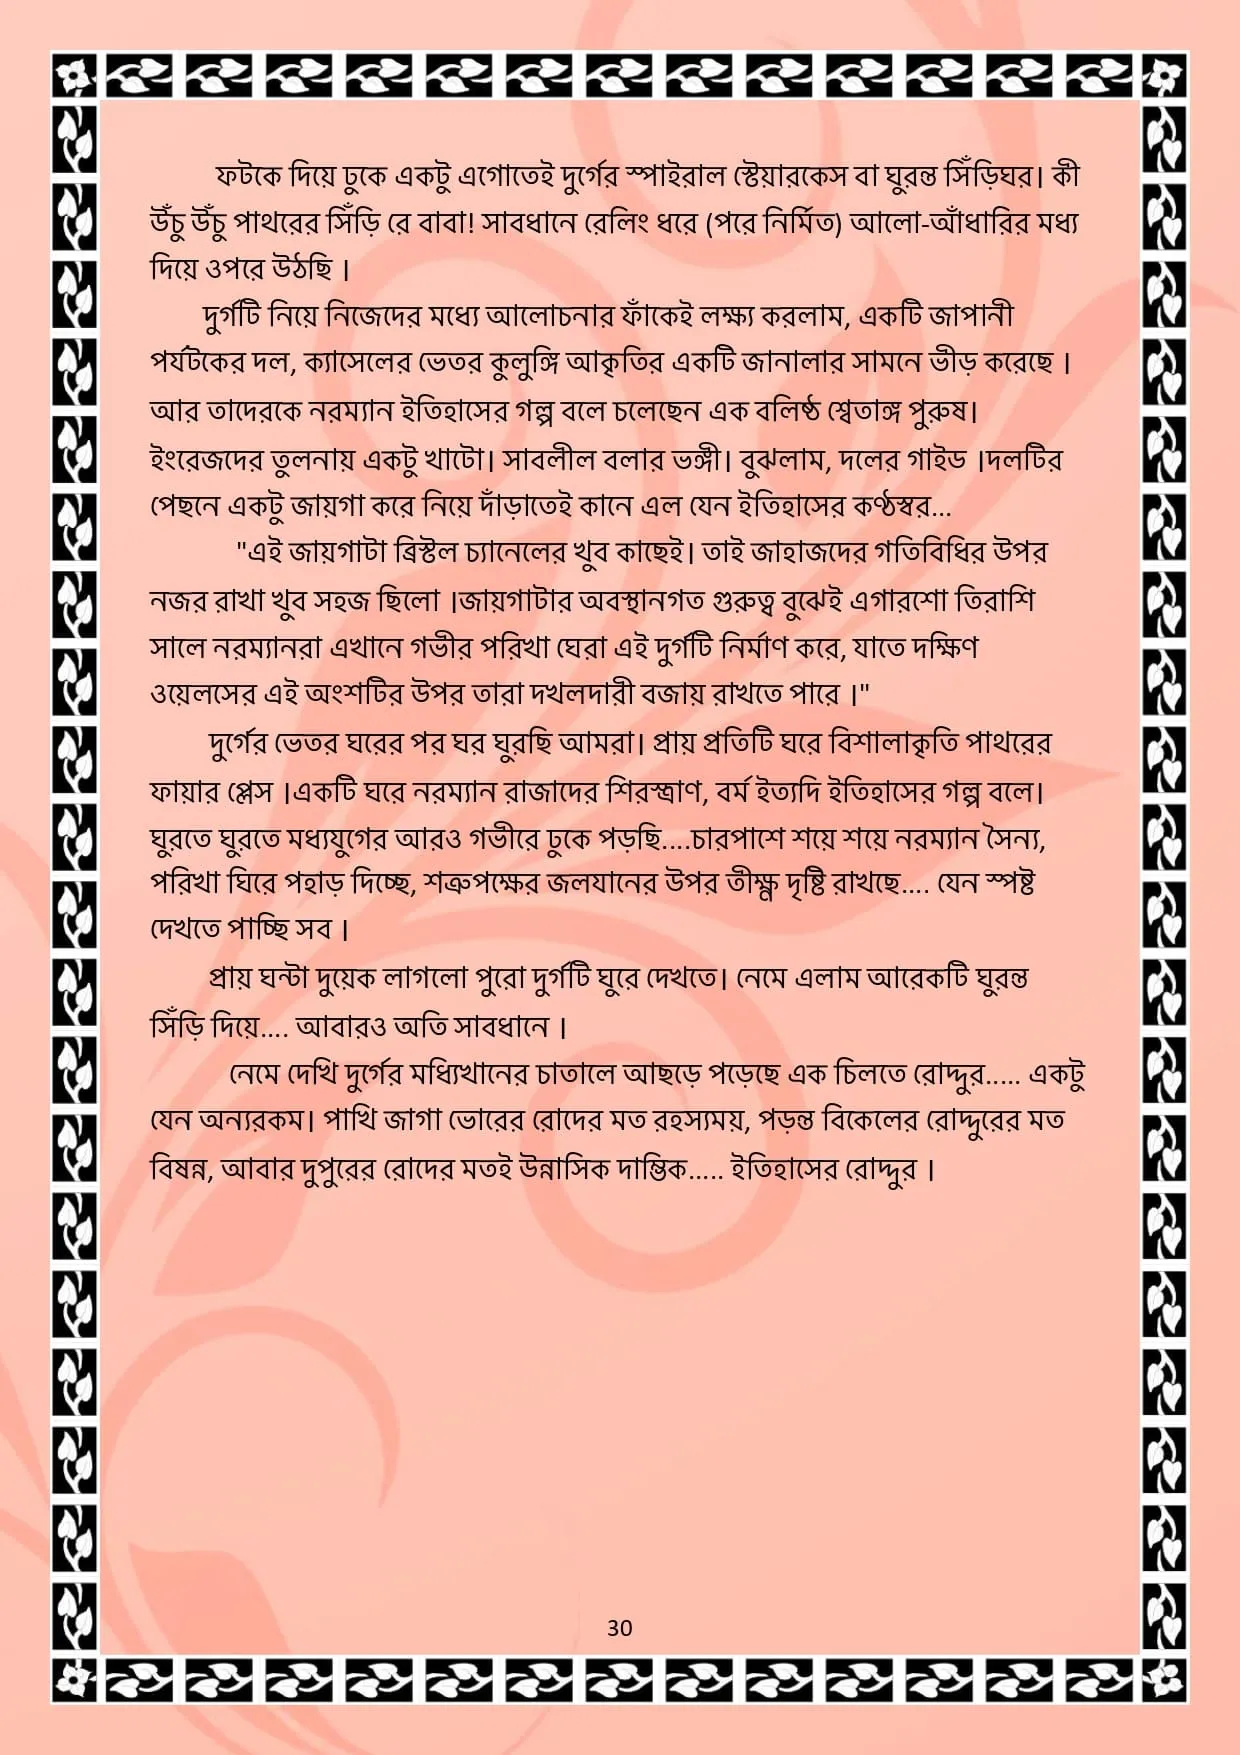 ফটকে দিয়ে ঢুকে একটু এগোতেই দুর্গের স্পাইরাল স্টেয়ারকেস বা ঘুরন্ত সিঁড়িঘর। কী
উঁচু উঁচু পাথরের সিঁড়ি রে বাবা! সাবধানে রেলিং ধরে (পরে নির্মিত) আলো-আঁধারির মধ্য
দিয়ে ওপরে উঠছি ।
দুর্গটি নিয়ে নিজেদের মধ্যে আলোচনার ফাঁকেই লক্ষ্য করলাম, একটি জাপানী
পর্যটকের দল, ক্যাসেলের ভেতর কুলুঙ্গি আকৃতির একটি জানালার সামনে ভীড় করেছে ।
আর তাদেরকে নরম্যান ইতিহাসের গল্প বলে চলেছেন এক বলিষ্ঠ শ্বেতাঙ্গ পুরুষ।
ইংরেজদের তুলনায় একটু খাটো। সাবলীল বলার ভঙ্গী। বুঝলাম, দলের গাইড ।দলটির
পেছনে একটু জায়গা করে নিয়ে দাঁড়াতেই কানে এল যেন ইতিহাসের কণ্ঠস্বর...
"এই জায়গাটা ব্রিস্টল চ্যানেলের খুব কাছেই। তাই জাহাজদের গতিবিধির উপর
নজর রাখা খুব সহজ ছিলো ।জায়গাটার অবস্থানগত গুরুত্ব বুঝেই এগারশো তিরাশি
সালে নরম্যানরা এখানে গভীর পরিখা ঘেরা এই দুর্গটি নির্মাণ করে, যাতে দক্ষিণ
ওয়েলসের এই অংশটির উপর তারা দখলদারী বজায় রাখতে পারে ।"
দুর্গের ভেতর ঘরের পর ঘর ঘুরছি আমরা। প্রায় প্রতিটি ঘরে বিশালাকৃতি পাথরের
ফায়ার প্লেস ।একটি ঘরে নরম্যান রাজাদের শিরস্ত্রাণ, বর্ম ইত্যদি ইতিহাসের গল্প বলে।
ঘুরতে ঘুরতে মধ্যযুগের আরও গভীরে ঢুকে পড়ছি....চারপাশে শয়ে শয়ে নরম্যান সৈন্য,
পরিখা ঘিরে পহাড় দিচ্ছে, শত্রুপক্ষের জলযানের উপর তীক্ষ্ণ দৃষ্টি রাখছে.... যেন স্পষ্ট
দেখতে পাচ্ছি সব ।
প্রায় ঘন্টা দুয়েক লাগলো পুরো দুর্গটি ঘুরে দেখতে। নেমে এলাম আরেকটি ঘুরন্ত
সিঁড়ি দিয়ে.... আবারও অতি সাবধানে ।
নেমে দেখি দুর্গের মধ্যিখানের চাতালে আছড়ে পড়েছে এক চিলতে রোদ্দুর..... একটু
যেন অন্যরকম। পাখি জাগা ভোরের রোদের মত রহস্যময়, পড়ন্ত বিকেলের রোদ্দুরের মত
বিষন্ন, আবার দুপুরের রোদের মতই উন্নাসিক দাম্ভিক..... ইতিহাসের রোদ্দুর ।
30